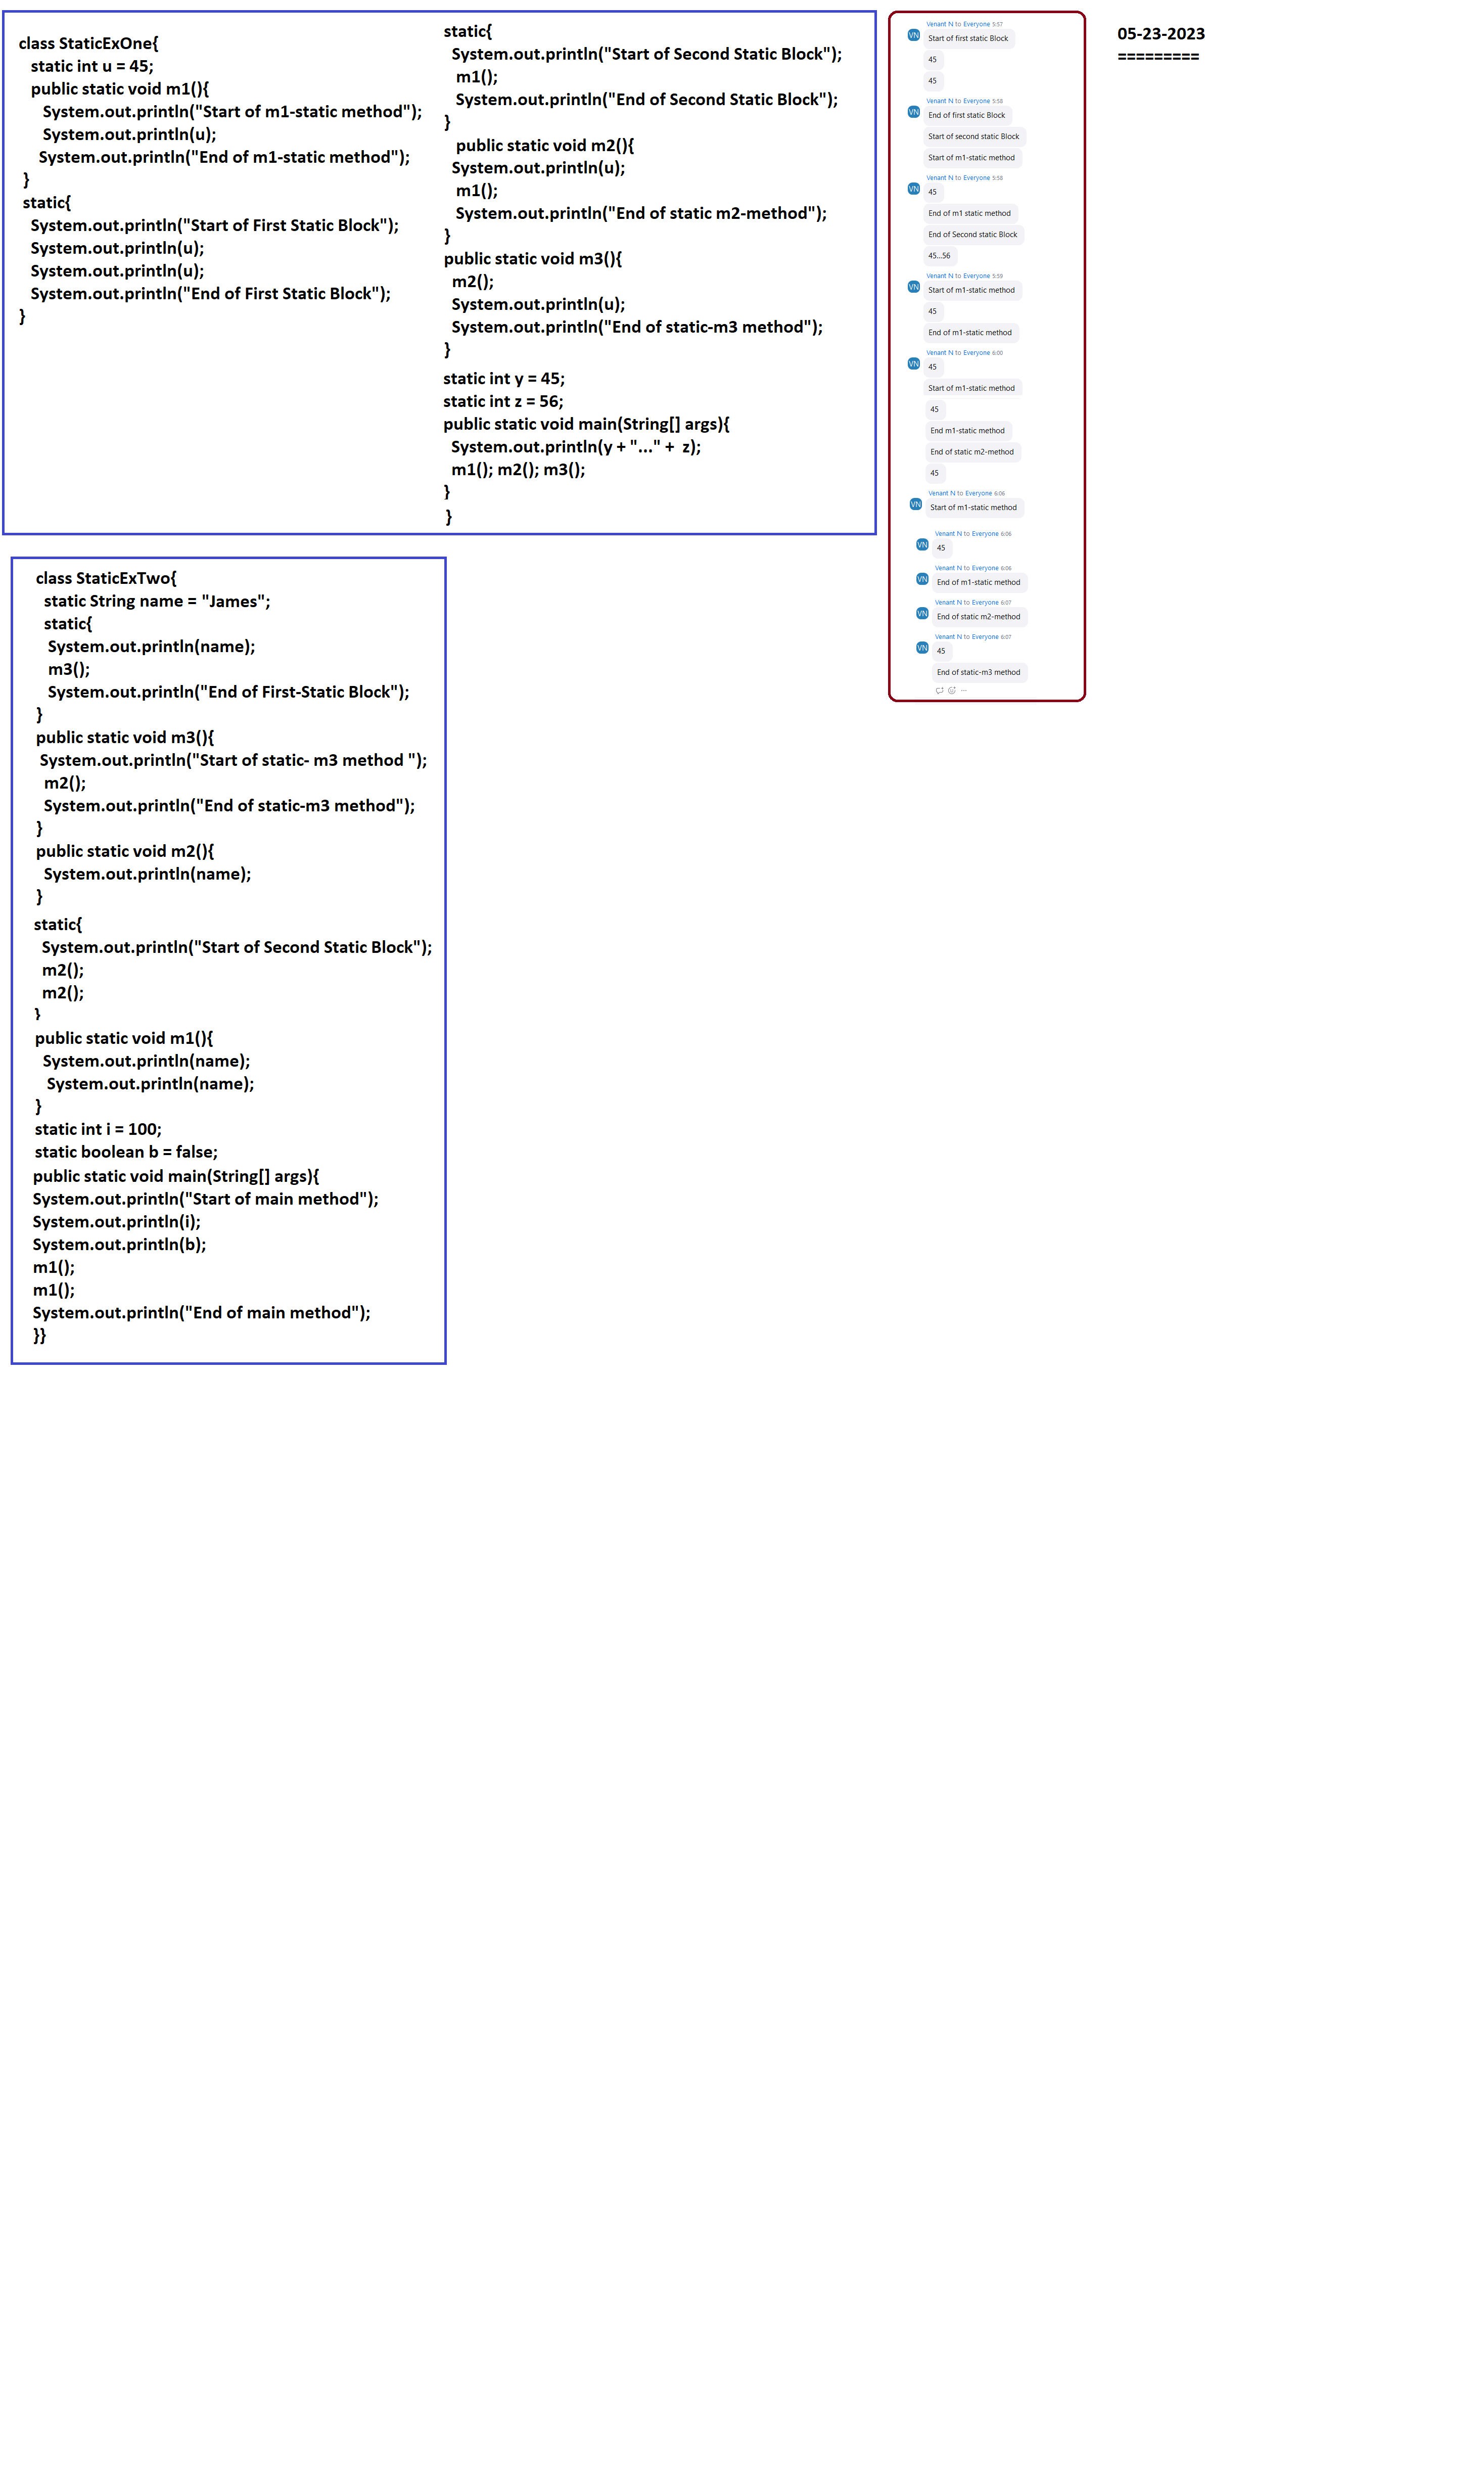 class StaticExOne{
static int u = 45;
public static void m1(){
System.out.println("Start of m1-static method");
System.out.println(u);
System.out.println("End of m1-static method");
}
static{
System.out.println("Start of First Static Block");
System.out.println(u);
System.out.println(u);
System.out.println("End of First Static Block");
}
static{
System.out.println("Start of Second Static Block");
m1();
System.out.println("End of Second Static Block");
}
public static void m2(){
System.out.println(u);
m1();
System.out.println("End of static m2-method");
}
public static void m3(){
m2();
System.out.println(u);
System.out.println("End of static-m3 method");
}
static int y = 45;
static int z = 56;
public static void main(String[] args){
System.out.println(y + "..." + z);
m1(); m2(); m3();
}
}
Venant N to Everyone 5:57
VN
Start of first static Block
45
45
Venant N to Everyone 5:58
VN
End of first static Block
Start of second static Block
Start of m1-static method
Venant N to Everyone 5:58
VN
45
End of m1 static method
End of Second static Block
45...56
Venant N to Everyone 5:59
VN
Start of m1-static method
45
End of m1-static method
Venant N to Everyone 6:00
VN
45
Start of m1-static method
45
End m1-static method
End of static m2-method
45
Venant N to Everyone 6:06
VN
Start of m1-static method
Venant N to Everyone 6:06
VN
45
Venant N to Everyone 6:06
VN
End of m1-static method
Venant N to Everyone 6:07
VN
End of static m2-method
Venant N to Everyone 6:07
VN
45
End of static-m3 method
05-23-2023
=========
class StaticExTwo{
static String name = "James";
static{
System.out.println(name);
m3();
System.out.println("End of First-Static Block");
}
public static void m3(){
System.out.println("Start of static- m3 method ");
m2();
System.out.println("End of static-m3 method");
}
public static void m2(){
System.out.println(name);
}
static{
System.out.println("Start of Second Static Block");
m2();
m2();
}
public static void m1(){
System.out.println(name);
System.out.println(name);
}
static int i = 100;
static boolean b = false;
public static void main(String[] args){
System.out.println("Start of main method");
System.out.println(i);
System.out.println(b);
m1();
m1();
System.out.println("End of main method");
}}